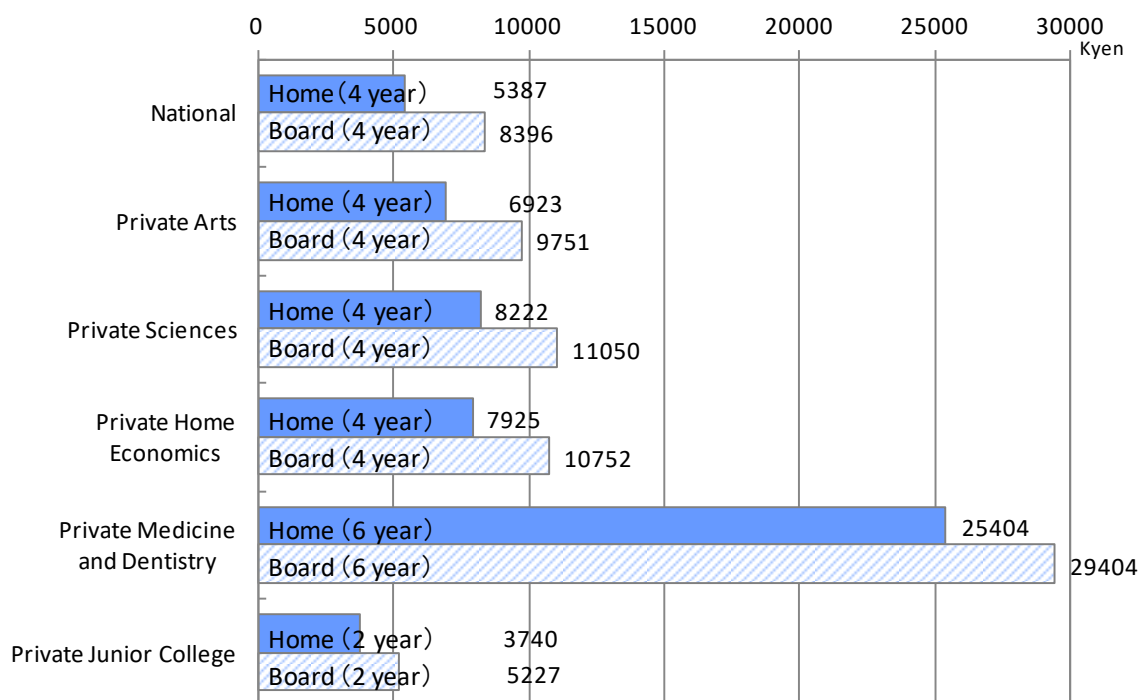 0 5000 10000 15000 20000 25000 30000
Kyen
National
Home (4 year) 5387
Board (4 year) 8396
Private Arts
Home (4 year) 6923
Board (4 year) 9751
Private Sciences
Home (4 year) 8222
Board (4 year) 11050
Private Home
Economics
Home (4 year) 7925
Board (4 year) 10752
Private Medicine
and Dentistry
Home (6 year) 25404
Board (6 year) 29404
Private Junior College
Home (2 year) 3740
Board (2 year) 5227